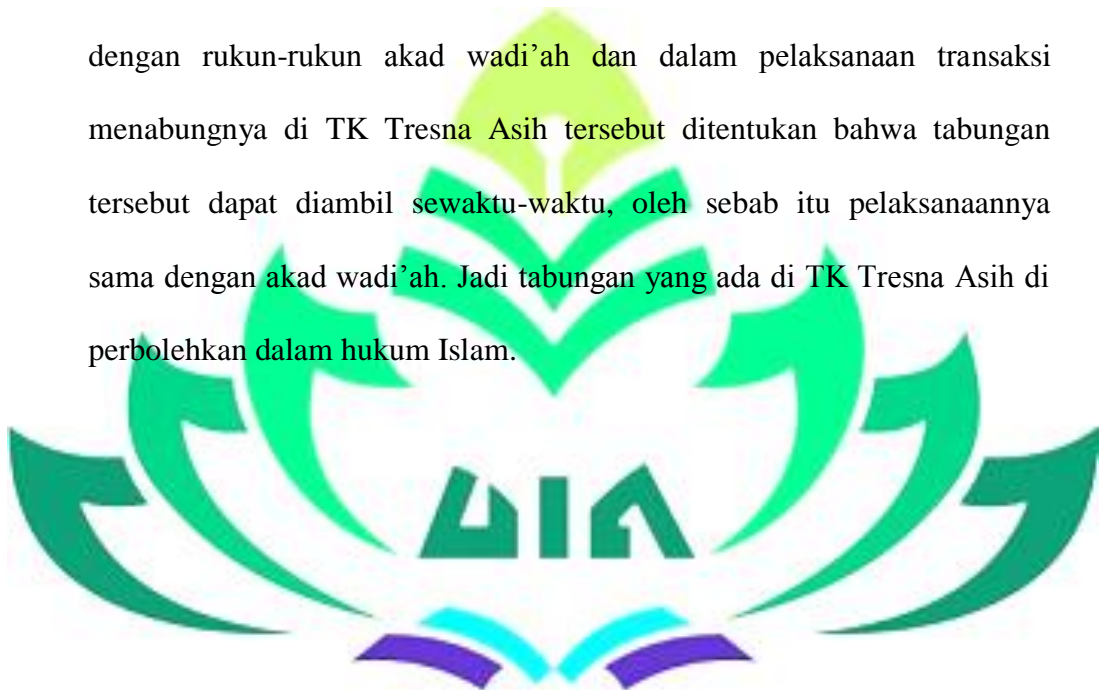 dengan rukun-rukun akad wadi’ah dan dalam pelaksanaan transaksi
menabungnya di TK Tresna Asih tersebut ditentukan bahwa tabungan
tersebut dapat diambil sewaktu-waktu, oleh sebab itu pelaksanaannya
sama dengan akad wadi’ah. Jadi tabungan yang ada di TK Tresna Asih di
perbolehkan dalam hukum Islam.
UIN